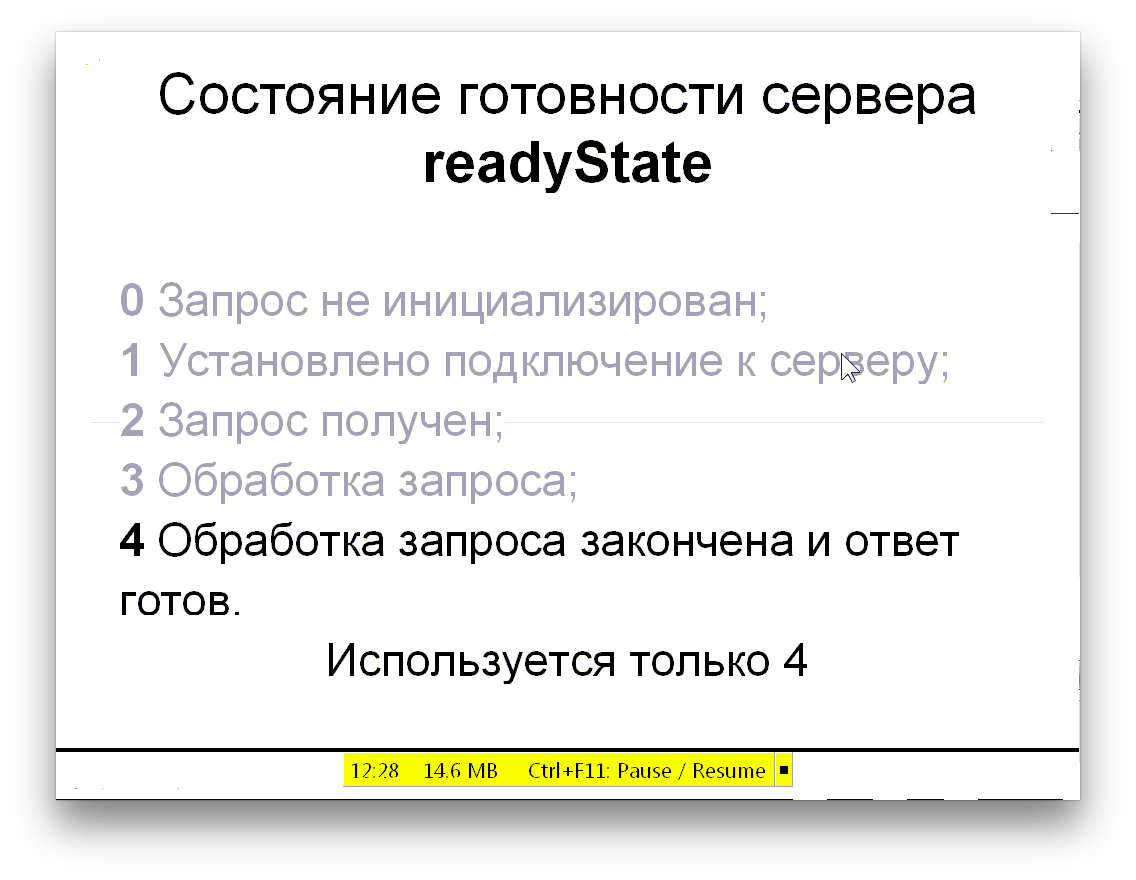 Состояние готовности сервера
readyState
0 Запрос не инициализирован;
1 Установлено подключение к серверу;
2 Запрос получен;
3 Обработка запроса;
4 Обработка запроса закончена и ответ
готов.
Используется только 4
12:28 14.6 MB Ctrl+F11: Pause / Resume